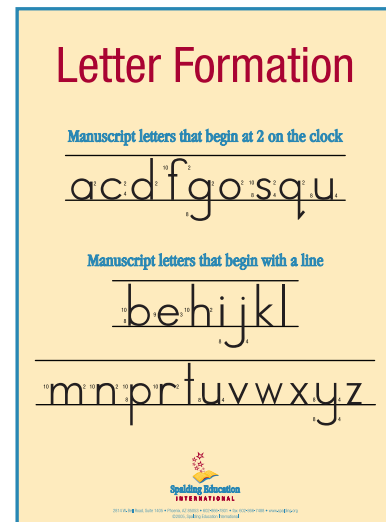 Letter Formation
Manuscript letters that begin at 2 on the clock
acdfgosqu
Manuscript letters that begin with a line
behijkl
mnprtuvwxyz
Spalding Education
INTERNATIONAL